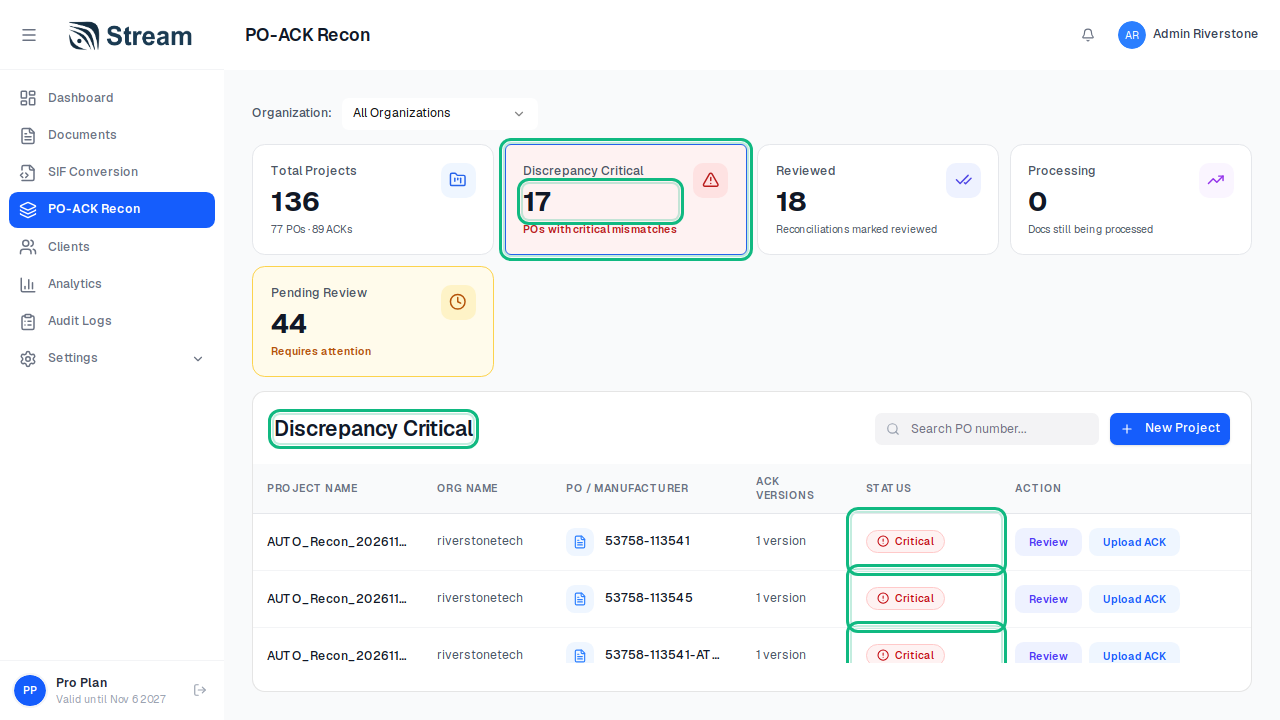 Stream
PO-ACK Recon
AR
Admin Riverstone
Dashboard
Documents
SIF Conversion
PO-ACK Recon
Clients
Analytics
Audit Logs
Settings
PP
Pro Plan
Valid until Nov 6 2027
Organization:
All Organizations
Total Projects
136
77 POs · 89 ACKs
Discrepancy Critical
17
POs with critical mismatches
Reviewed
18
Reconciliations marked reviewed
Processing
0
Docs still being processed
Pending Review
44
Requires attention
Discrepancy Critical
Search PO number...
New Project
PROJECT NAME ORG NAME PO / MANUFACTURER ACK VERSIONS STATUS ACTION
AUTO_Recon_202611... riverstonetech 53758-113541 1 version Critical Review Upload ACK
AUTO_Recon_202611... riverstonetech 53758-113545 1 version Critical Review Upload ACK
AUTO_Recon_202611... riverstonetech 53758-113541-AT... 1 version Critical Review Upload ACK